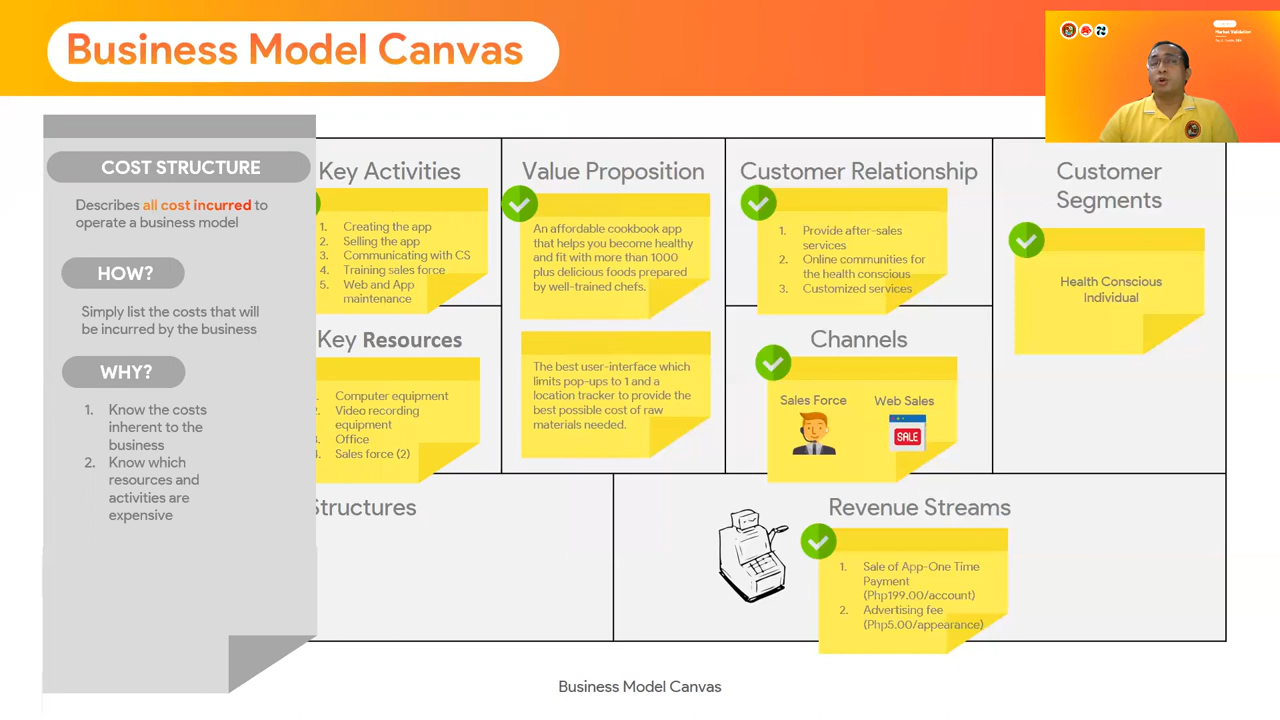 Business Model Canvas
Market Validation
COST STRUCTURE
Describes all cost incurred to
operate a business model
HOW?
Simply list the costs that will
be incurred by the business
WHY?
1. Know the costs
inherent to the
business
2. Know which
resources and
activities are
expensive
Key Activities
1. Creating the app
2. Selling the app
3. Communicating with CS
4. Training sales force
5. Web and App
maintenance
Key Resources
Computer equipment
Video recording
equipment
Office
Sales force (2)
Value Proposition
An affordable cookbook app
that helps you become healthy
and fit with more than 1000
plus delicious foods prepared
by well-trained chefs.
The best user-interface which
limits pop-ups to 1 and a
location tracker to provide the
best possible cost of raw
materials needed.
Customer Relationship
1. Provide after-sales
services
2. Online communities for
the health conscious
3. Customized services
Channels
Sales Force
Web Sales
SALE
Customer
Segments
Health Conscious
Individual
Structures
Revenue Streams
1. Sale of App-One Time
Payment
(Php199.00/account)
2. Advertising fee
(Php5.00/appearance)
Business Model Canvas